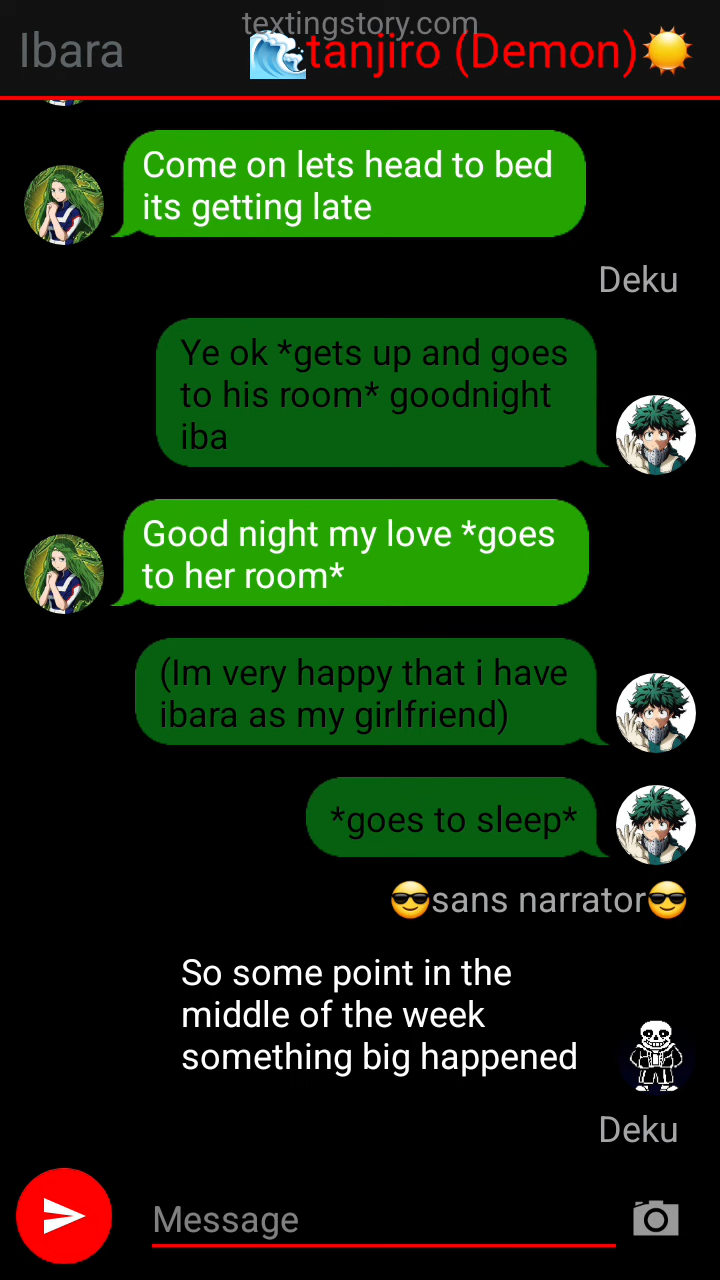 textingstory.com
Ibara
🌊tanjiro (Demon)☀️
Come on lets head to bed
its getting late
Deku
Ye ok *gets up and goes
to his room* goodnight
iba
Good night my love *goes
to her room*
(Im very happy that i have
ibara as my girlfriend)
*goes to sleep*
😎sans narrator😎
So some point in the
middle of the week
something big happened
Deku
Message